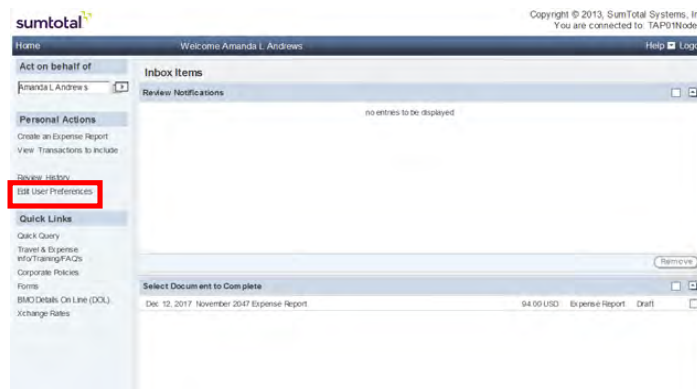 sumtotal
Copyright © 2013, SumTotal Systems, In
You are connected to: TAP01Node
Home
Welcome Amanda L Andrews
Help
Logo
Act on behalf of
Amanda L Andrews
Personal Actions
Create an Expense Report
View Transactions to Include
Review History
Edit User Preferences
Quick Links
Quick Query
Travel & Expense
Info/Training/FAQ's
Corporate Policies
Forms
BMO Details On Line (DOL)
Xchange Rates
Inbox Items
Review Notifications
no entries to be displayed
Remove
Select Document to Complete
Dec 12, 2017 November 2047 Expense Report 94.00 USD Expense Report Draft